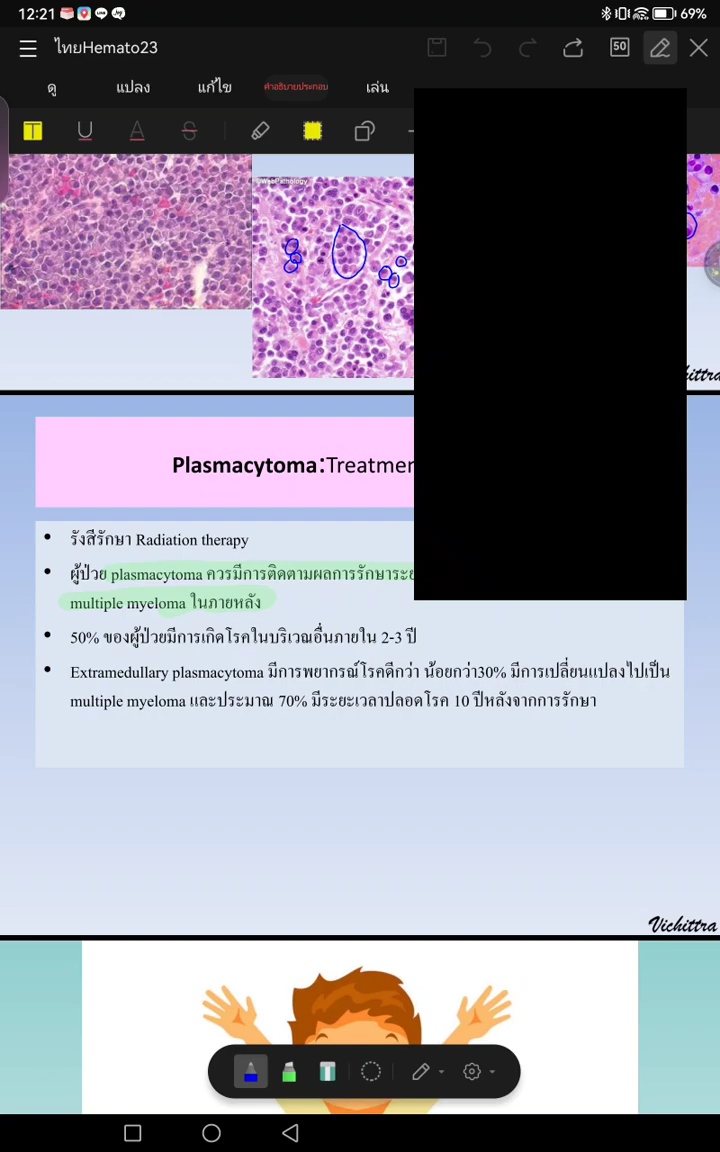 12:21
69%
ไทยHemato23
50
ดู
แปลง
แก้ไข
คำอธิบายประกอบ
เล่น
T
U
A
S
WebPathology
Vichittra
Plasmacytoma:Treatmen
• รังสีรักษา Radiation therapy
• ผู้ป่วย plasmacytoma ควรมีการติดตามผลการรักษาระย
multiple myeloma ในภายหลัง
• 50% ของผู้ป่วยมีการเกิดโรคในบริเวณอื่นภายใน 2-3 ปี
• Extramedullary plasmacytoma มีการพยากรณ์โรคดีกว่า น้อยกว่า30% มีการเปลี่ยนแปลงไปเป็น
multiple myeloma และประมาณ 70% มีระยะเวลาปลอดโรค 10 ปีหลังจากการรักษา
Vichittra